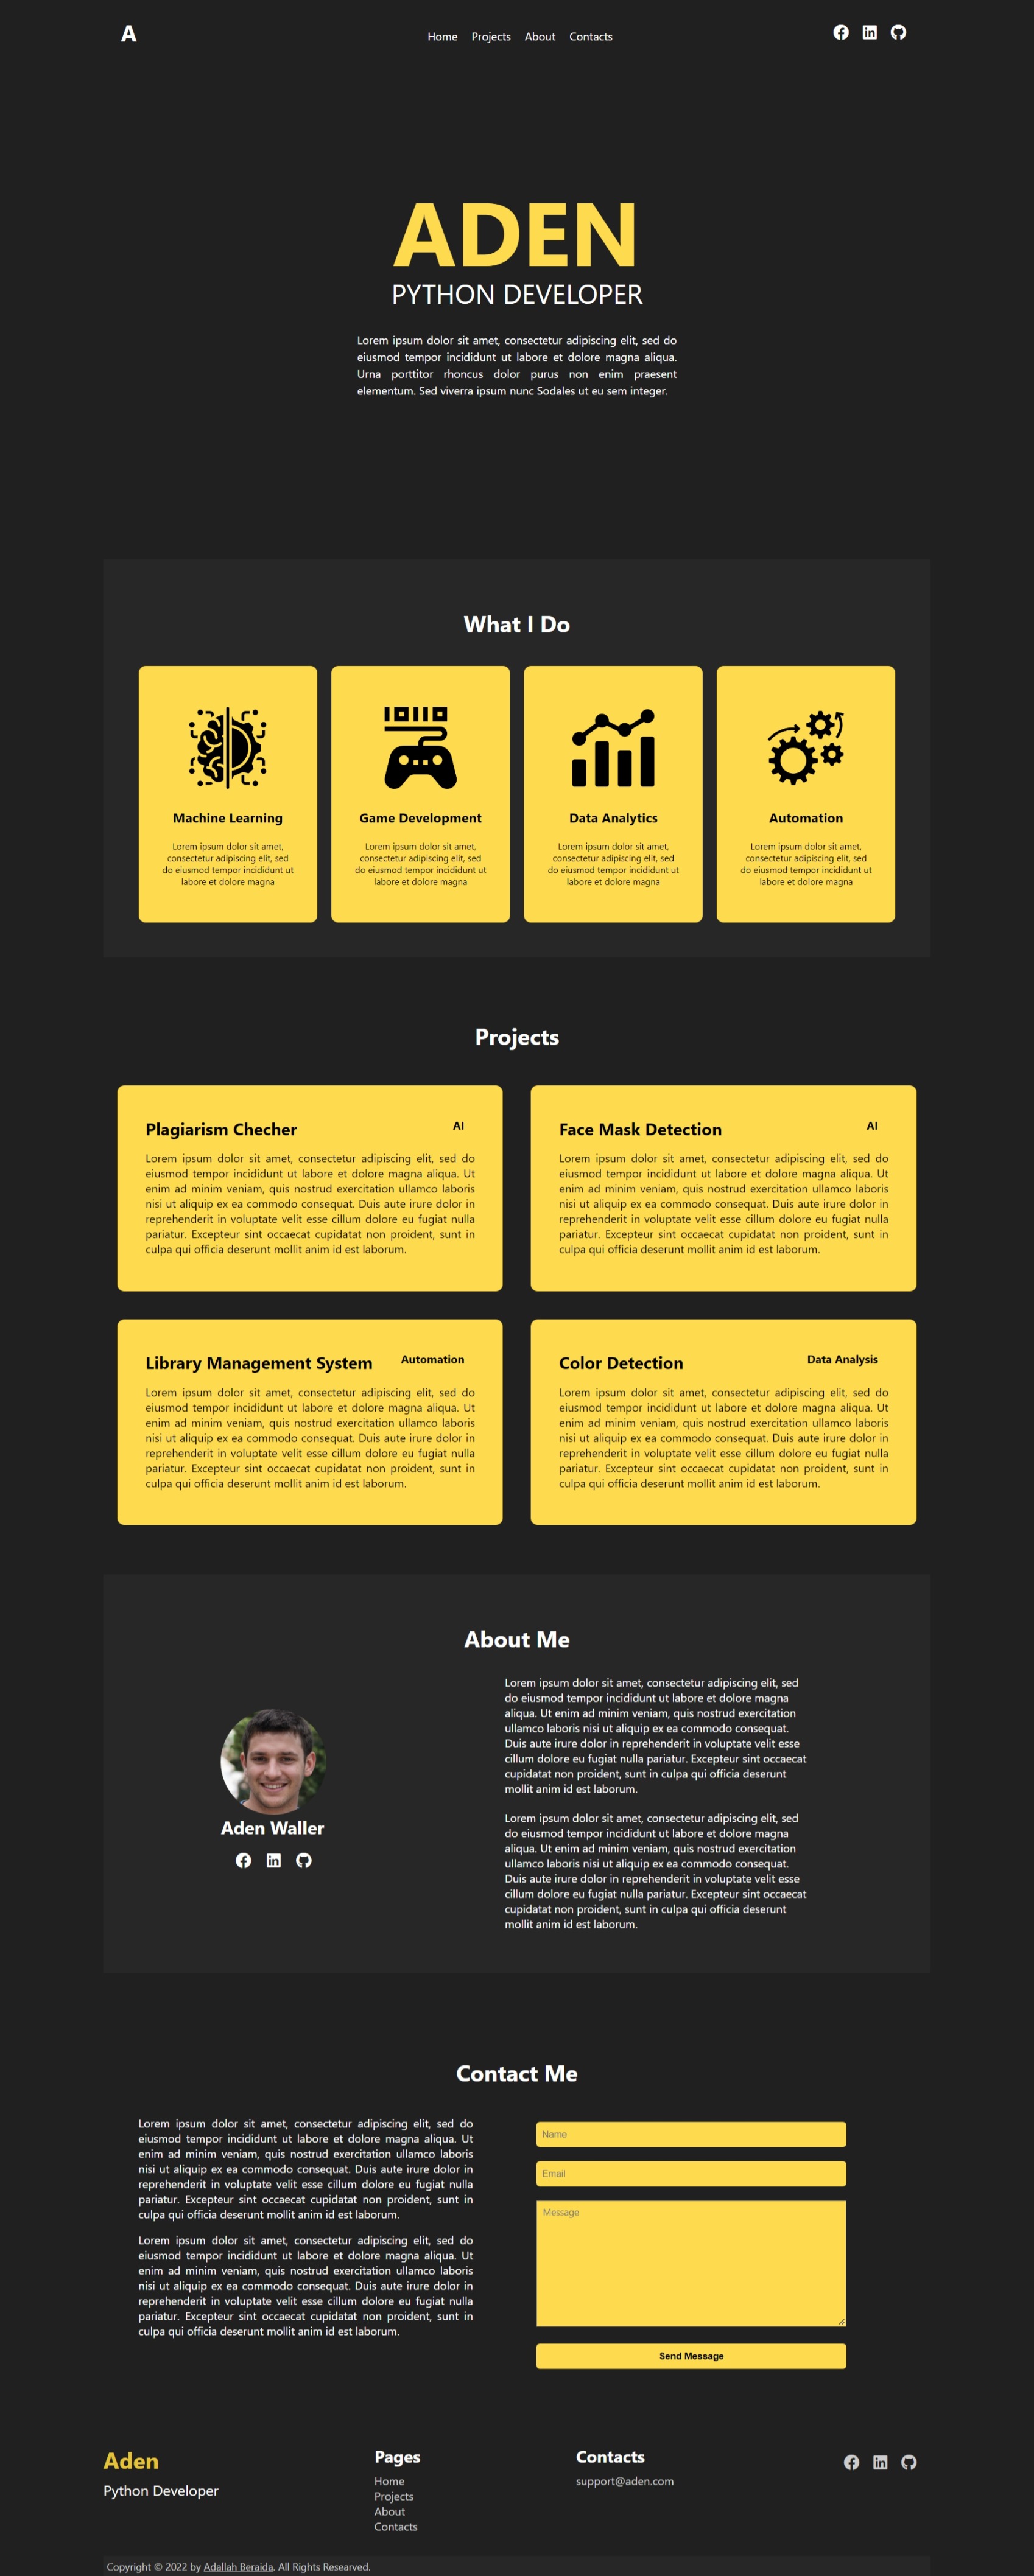 A
Home Projects About Contacts
ADEN
PYTHON DEVELOPER
Lorem ipsum dolor sit amet, consectetur adipiscing elit, sed do
eiusmod tempor incididunt ut labore et dolore magna aliqua.
Urna porttitor rhoncus dolor purus non enim praesent
elementum. Sed viverra ipsum nunc Sodales ut eu sem integer.
What I Do
Machine Learning
Lorem ipsum dolor sit amet,
consectetur adipiscing elit, sed
do eiusmod tempor incididunt ut
labore et dolore magna
Game Development
Lorem ipsum dolor sit amet,
consectetur adipiscing elit, sed
do eiusmod tempor incididunt ut
labore et dolore magna
Data Analytics
Lorem ipsum dolor sit amet,
consectetur adipiscing elit, sed
do eiusmod tempor incididunt ut
labore et dolore magna
Automation
Lorem ipsum dolor sit amet,
consectetur adipiscing elit, sed
do eiusmod tempor incididunt ut
labore et dolore magna
Projects
Plagiarism Checher AI
Lorem ipsum dolor sit amet, consectetur adipiscing elit, sed do
eiusmod tempor incididunt ut labore et dolore magna aliqua. Ut
enim ad minim veniam, quis nostrud exercitation ullamco laboris
nisi ut aliquip ex ea commodo consequat. Duis aute irure dolor in
reprehenderit in voluptate velit esse cillum dolore eu fugiat nulla
pariatur. Excepteur sint occaecat cupidatat non proident, sunt in
culpa qui officia deserunt mollit anim id est laborum.
Face Mask Detection AI
Lorem ipsum dolor sit amet, consectetur adipiscing elit, sed do
eiusmod tempor incididunt ut labore et dolore magna aliqua. Ut
enim ad minim veniam, quis nostrud exercitation ullamco laboris
nisi ut aliquip ex ea commodo consequat. Duis aute irure dolor in
reprehenderit in voluptate velit esse cillum dolore eu fugiat nulla
pariatur. Excepteur sint occaecat cupidatat non proident, sunt in
culpa qui officia deserunt mollit anim id est laborum.
Library Management System Automation
Lorem ipsum dolor sit amet, consectetur adipiscing elit, sed do
eiusmod tempor incididunt ut labore et dolore magna aliqua. Ut
enim ad minim veniam, quis nostrud exercitation ullamco laboris
nisi ut aliquip ex ea commodo consequat. Duis aute irure dolor in
reprehenderit in voluptate velit esse cillum dolore eu fugiat nulla
pariatur. Excepteur sint occaecat cupidatat non proident, sunt in
culpa qui officia deserunt mollit anim id est laborum.
Color Detection Data Analysis
Lorem ipsum dolor sit amet, consectetur adipiscing elit, sed do
eiusmod tempor incididunt ut labore et dolore magna aliqua. Ut
enim ad minim veniam, quis nostrud exercitation ullamco laboris
nisi ut aliquip ex ea commodo consequat. Duis aute irure dolor in
reprehenderit in voluptate velit esse cillum dolore eu fugiat nulla
pariatur. Excepteur sint occaecat cupidatat non proident, sunt in
culpa qui officia deserunt mollit anim id est laborum.
About Me
Aden Waller
Lorem ipsum dolor sit amet, consectetur adipiscing elit, sed
do eiusmod tempor incididunt ut labore et dolore magna
aliqua. Ut enim ad minim veniam, quis nostrud exercitation
ullamco laboris nisi ut aliquip ex ea commodo consequat.
Duis aute irure dolor in reprehenderit in voluptate velit esse
cillum dolore eu fugiat nulla pariatur. Excepteur sint occaecat
cupidatat non proident, sunt in culpa qui officia deserunt
mollit anim id est laborum.
Lorem ipsum dolor sit amet, consectetur adipiscing elit, sed
do eiusmod tempor incididunt ut labore et dolore magna
aliqua. Ut enim ad minim veniam, quis nostrud exercitation
ullamco laboris nisi ut aliquip ex ea commodo consequat.
Duis aute irure dolor in reprehenderit in voluptate velit esse
cillum dolore eu fugiat nulla pariatur. Excepteur sint occaecat
cupidatat non proident, sunt in culpa qui officia deserunt
mollit anim id est laborum.
Contact Me
Lorem ipsum dolor sit amet, consectetur adipiscing elit, sed do
eiusmod tempor incididunt ut labore et dolore magna aliqua. Ut
enim ad minim veniam, quis nostrud exercitation ullamco laboris
nisi ut aliquip ex ea commodo consequat. Duis aute irure dolor in
reprehenderit in voluptate velit esse cillum dolore eu fugiat nulla
pariatur. Excepteur sint occaecat cupidatat non proident, sunt in
culpa qui officia deserunt mollit anim id est laborum.
Lorem ipsum dolor sit amet, consectetur adipiscing elit, sed do
eiusmod tempor incididunt ut labore et dolore magna aliqua. Ut
enim ad minim veniam, quis nostrud exercitation ullamco laboris
nisi ut aliquip ex ea commodo consequat. Duis aute irure dolor in
reprehenderit in voluptate velit esse cillum dolore eu fugiat nulla
pariatur. Excepteur sint occaecat cupidatat non proident, sunt in
culpa qui officia deserunt mollit anim id est laborum.
Name
Email
Message
Send Message
Aden
Python Developer
Pages
Home
Projects
About
Contacts
Contacts
support@aden.com
Copyright © 2022 by Adallah Beraida. All Rights Researved.